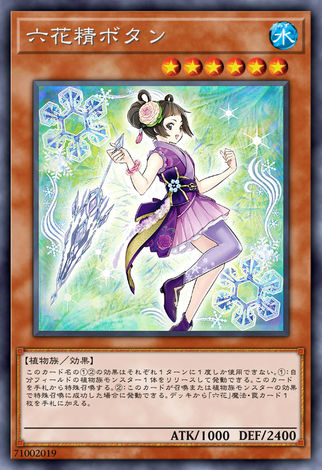 六花精ボタン
水
【植物族／効果】
このカード名の①②の効果はそれぞれ1ターンに1度しか使用できない。①：自
分フィールドの植物族モンスター1体をリリースして発動できる。このカード
を手札から特殊召喚する。②：このカードが召喚または植物族モンスターの効果
で特殊召喚に成功した場合に発動できる。デッキから「六花」魔法・罠カード1
枚を手札に加える。
ATK/1000 DEF/2400
71002019